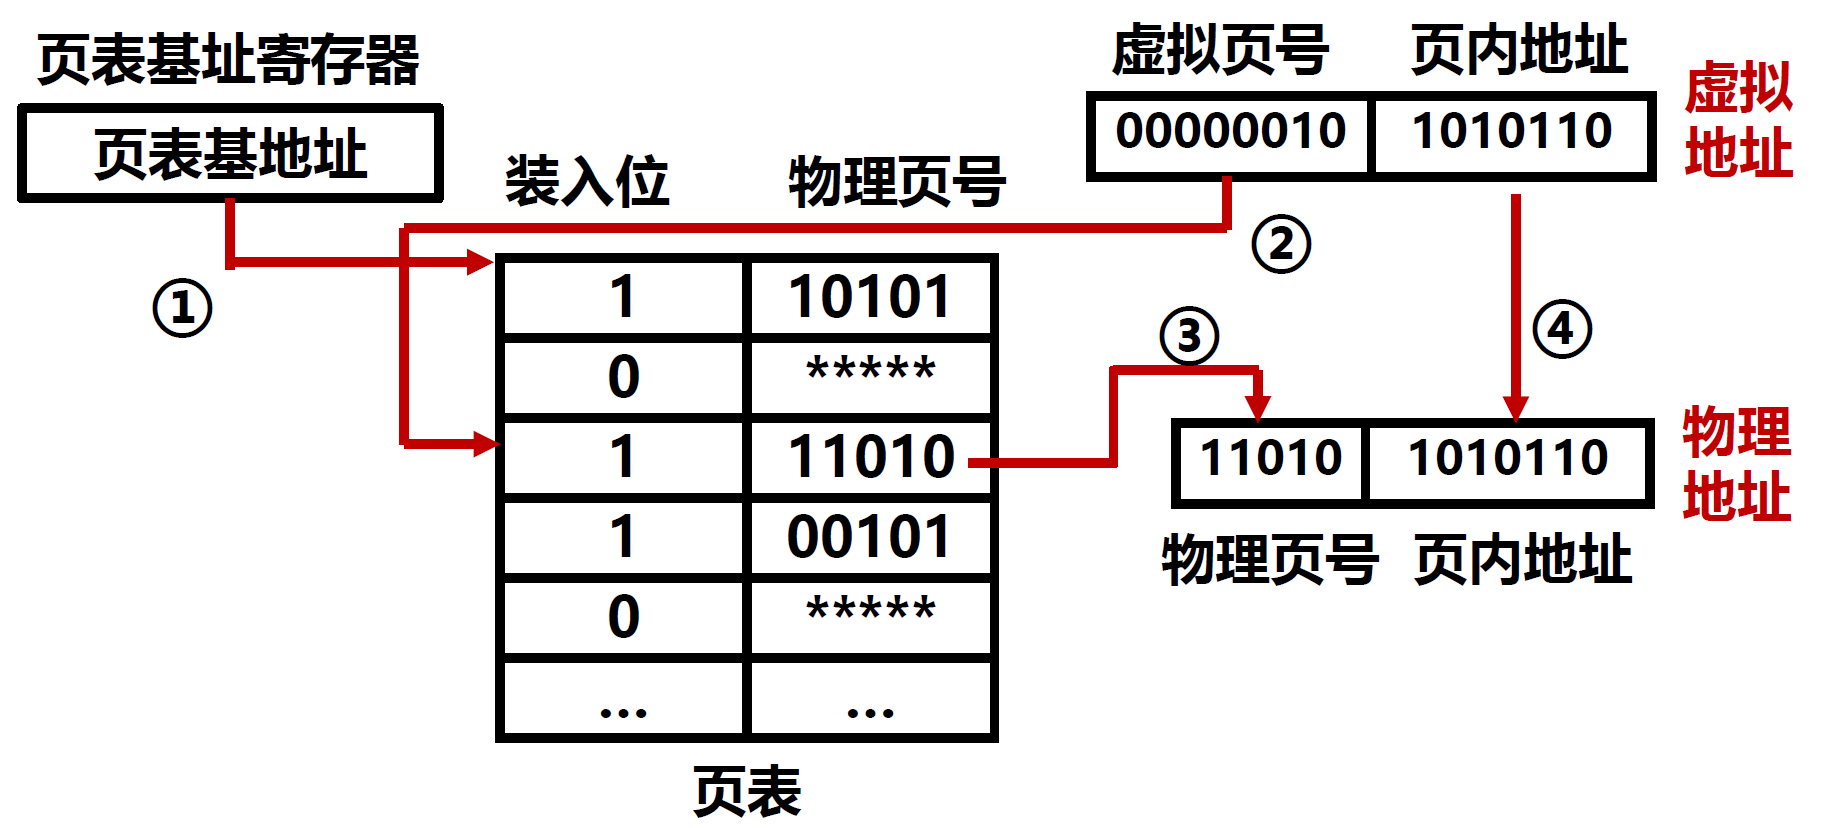 页表基址寄存器
页表基地址
虚拟页号 页内地址
00000010 1010110
虚拟
地址
装入位 物理页号
①
②
③
④
1 10101
0 *****
1 11010
1 00101
0 *****
... ...
页表
11010 1010110
物理
地址
物理页号 页内地址